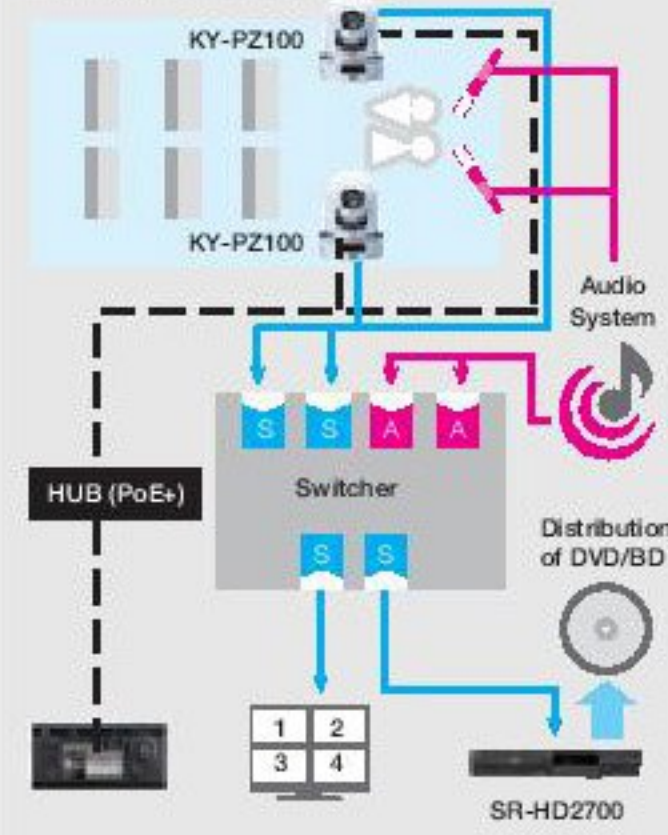 KY-PZ100
KY-PZ100
Audio
System
S
S
A
A
HUB (PoE+)
Switcher
Distribution
of DVD/BD
S
S
1
2
3
4
SR-HD2700